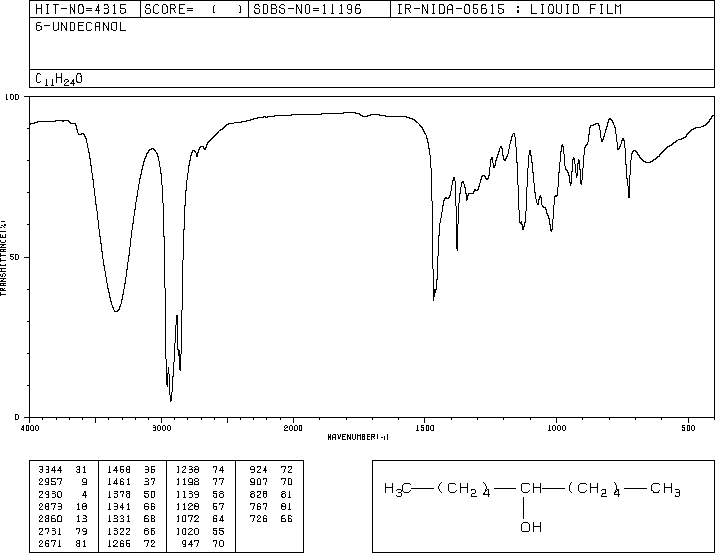 HIT-NO=4315 SCORE= ( ) SDBS-NO=11196 IR-NIDA-05615 : LIQUID FILM
6-UNDECANOL
C11H24O
100
50
0
TRANSMITTANCE(%)
4000 3000 2000 1500 1000 500
WAVENUMBER(-1)
3344 31 1468 36 1238 74 924 72
2957 9 1461 37 1198 77 907 70
2930 4 1378 50 1139 58 828 81
2873 18 1341 66 1128 57 767 81
2860 13 1331 68 1072 64 726 66
2731 79 1322 66 1020 55
2671 81 1266 72 947 70
H3C—(CH2)4—CH—(CH2)4—CH3
OH